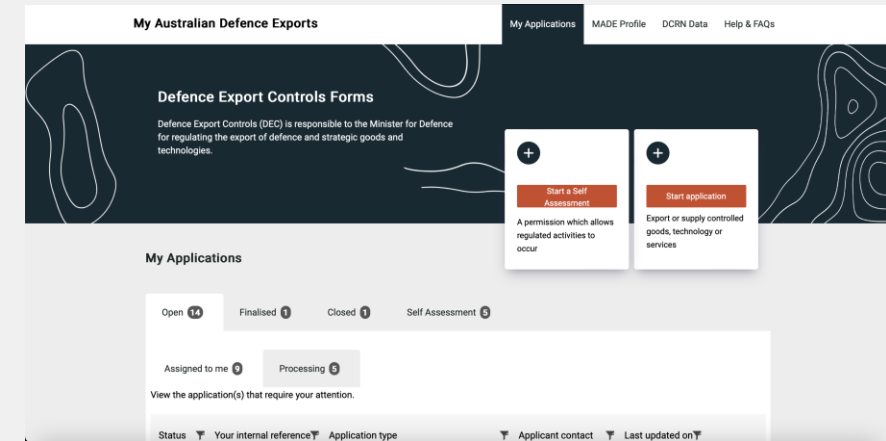 My Australian Defence Exports
My Applications MADE Profile DCRN Data Help & FAQs
Defence Export Controls Forms
Defence Export Controls (DEC) is responsible to the Minister for Defence
for regulating the export of defence and strategic goods and
technologies.
Start a Self
Assessment
A permission which allows
regulated activities to
occur
Start application
Export or supply controlled
goods, technology or
services
My Applications
Open 14 Finalised 1 Closed 1 Self Assessment 5
Assigned to me 9 Processing 5
View the application(s) that require your attention.
Status Your internal reference Application type Applicant contact Last updated on